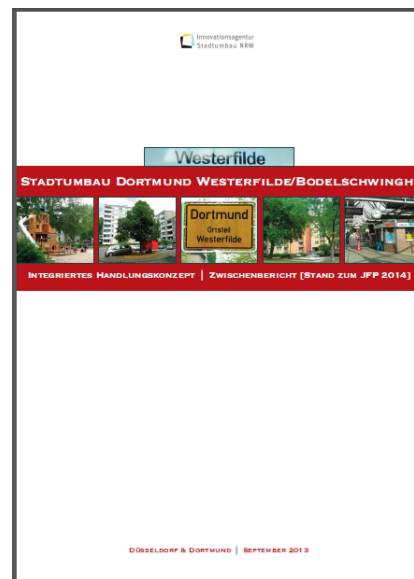 Innovationsagentur
Stadtumbau NRW
Westerfilde
STADTUMBAU DORTMUND WESTERFILDE/BODELSCHWINGH
Dortmund
Ortsteil
Westerfilde
INTEGRIERTES HANDLUNGSKONZEPT | ZWISCHENBERICHT [STAND ZUM JFP 2014]
DÜSSELDORF & DORTMUND | SEPTEMBER 2013